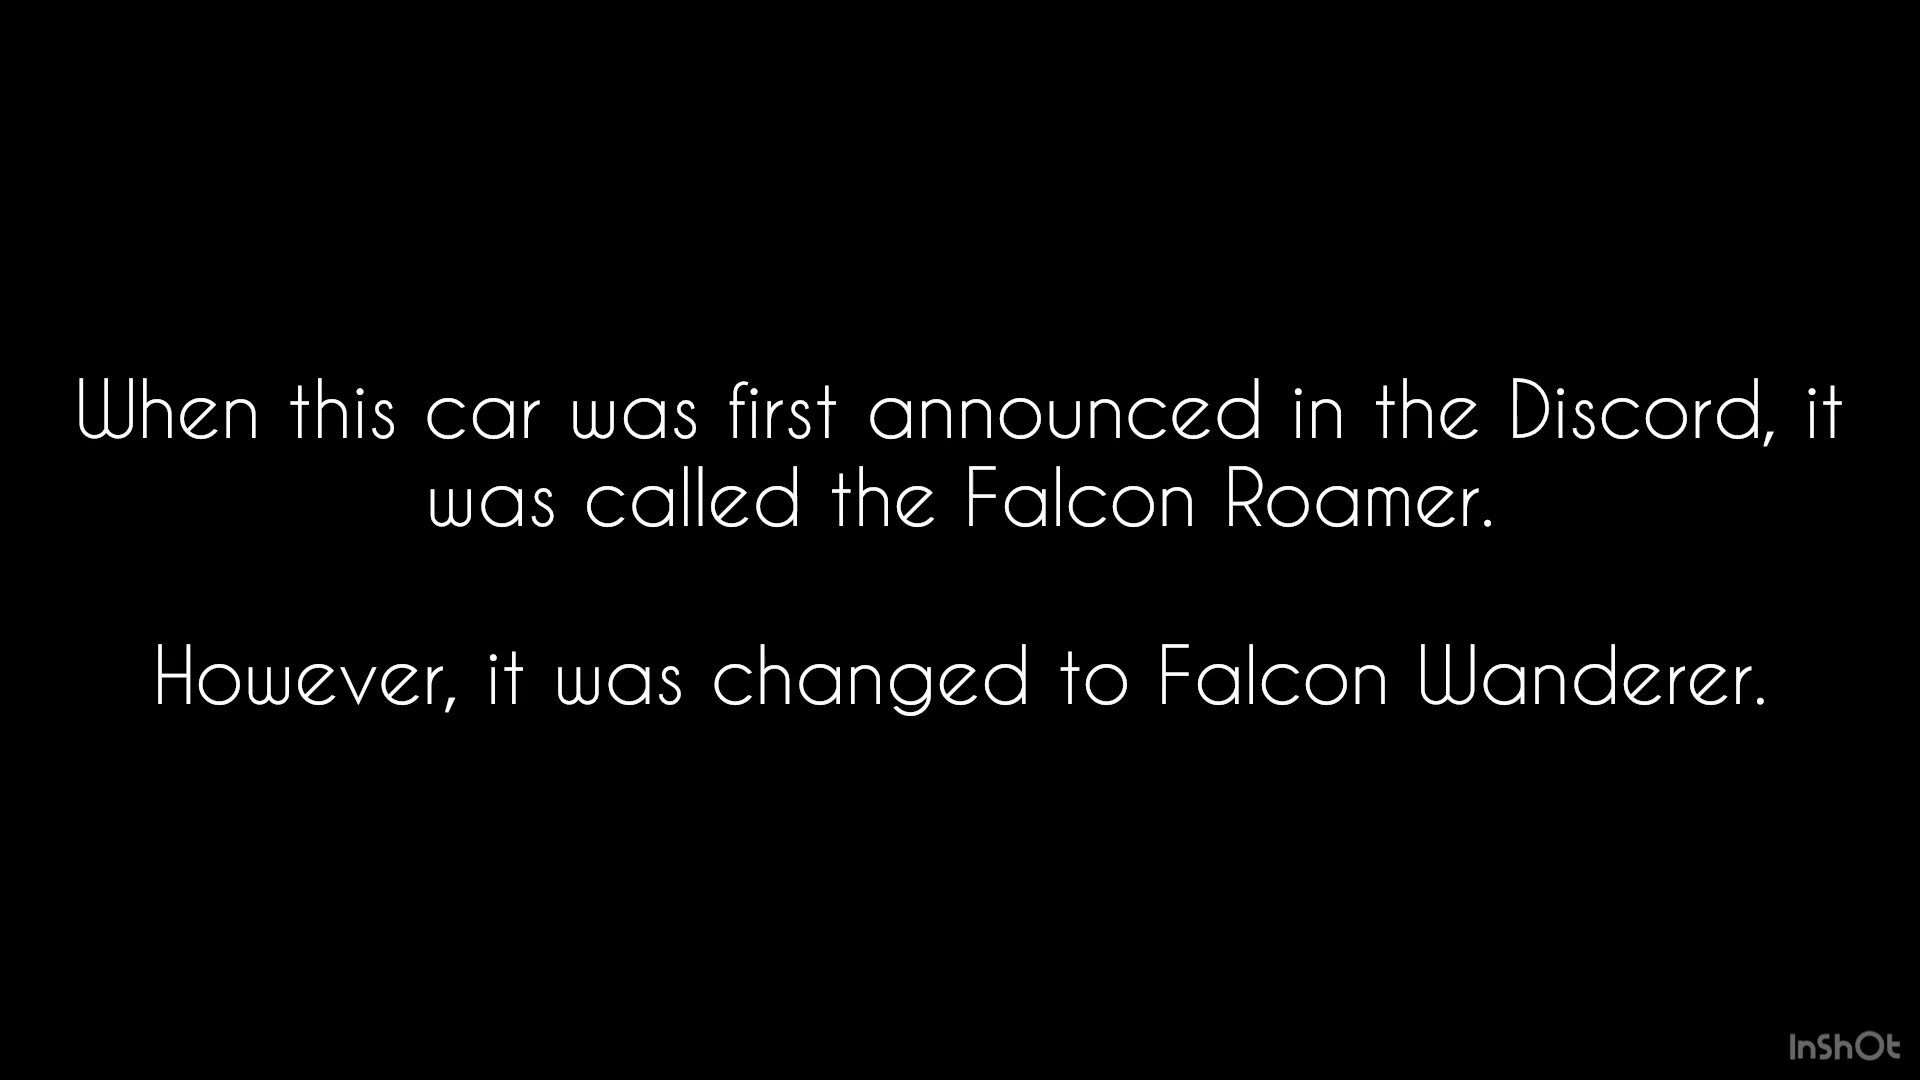 When this car was first announced in the Discord, it
was called the Falcon Roamer.
However, it was changed to Falcon Wanderer.
InShOt